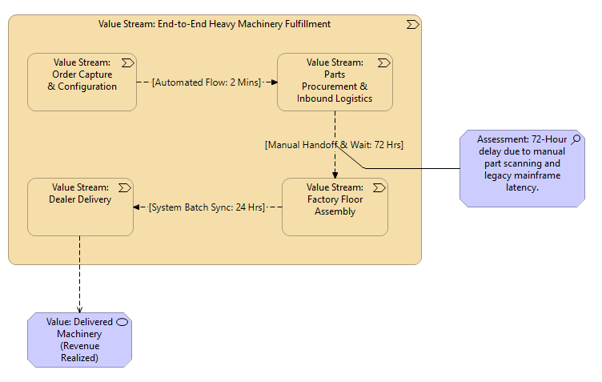 Value Stream: End-to-End Heavy Machinery Fulfillment
Value Stream:
Order Capture
& Configuration
[Automated Flow: 2 Mins]
Value Stream:
Parts
Procurement &
Inbound Logistics
[Manual Handoff & Wait: 72 Hrs]
Assessment: 72-Hour
delay due to manual
part scanning and
legacy mainframe
latency.
Value Stream:
Dealer Delivery
[System Batch Sync: 24 Hrs]
Value Stream:
Factory Floor
Assembly
Value: Delivered
Machinery
(Revenue
Realized)